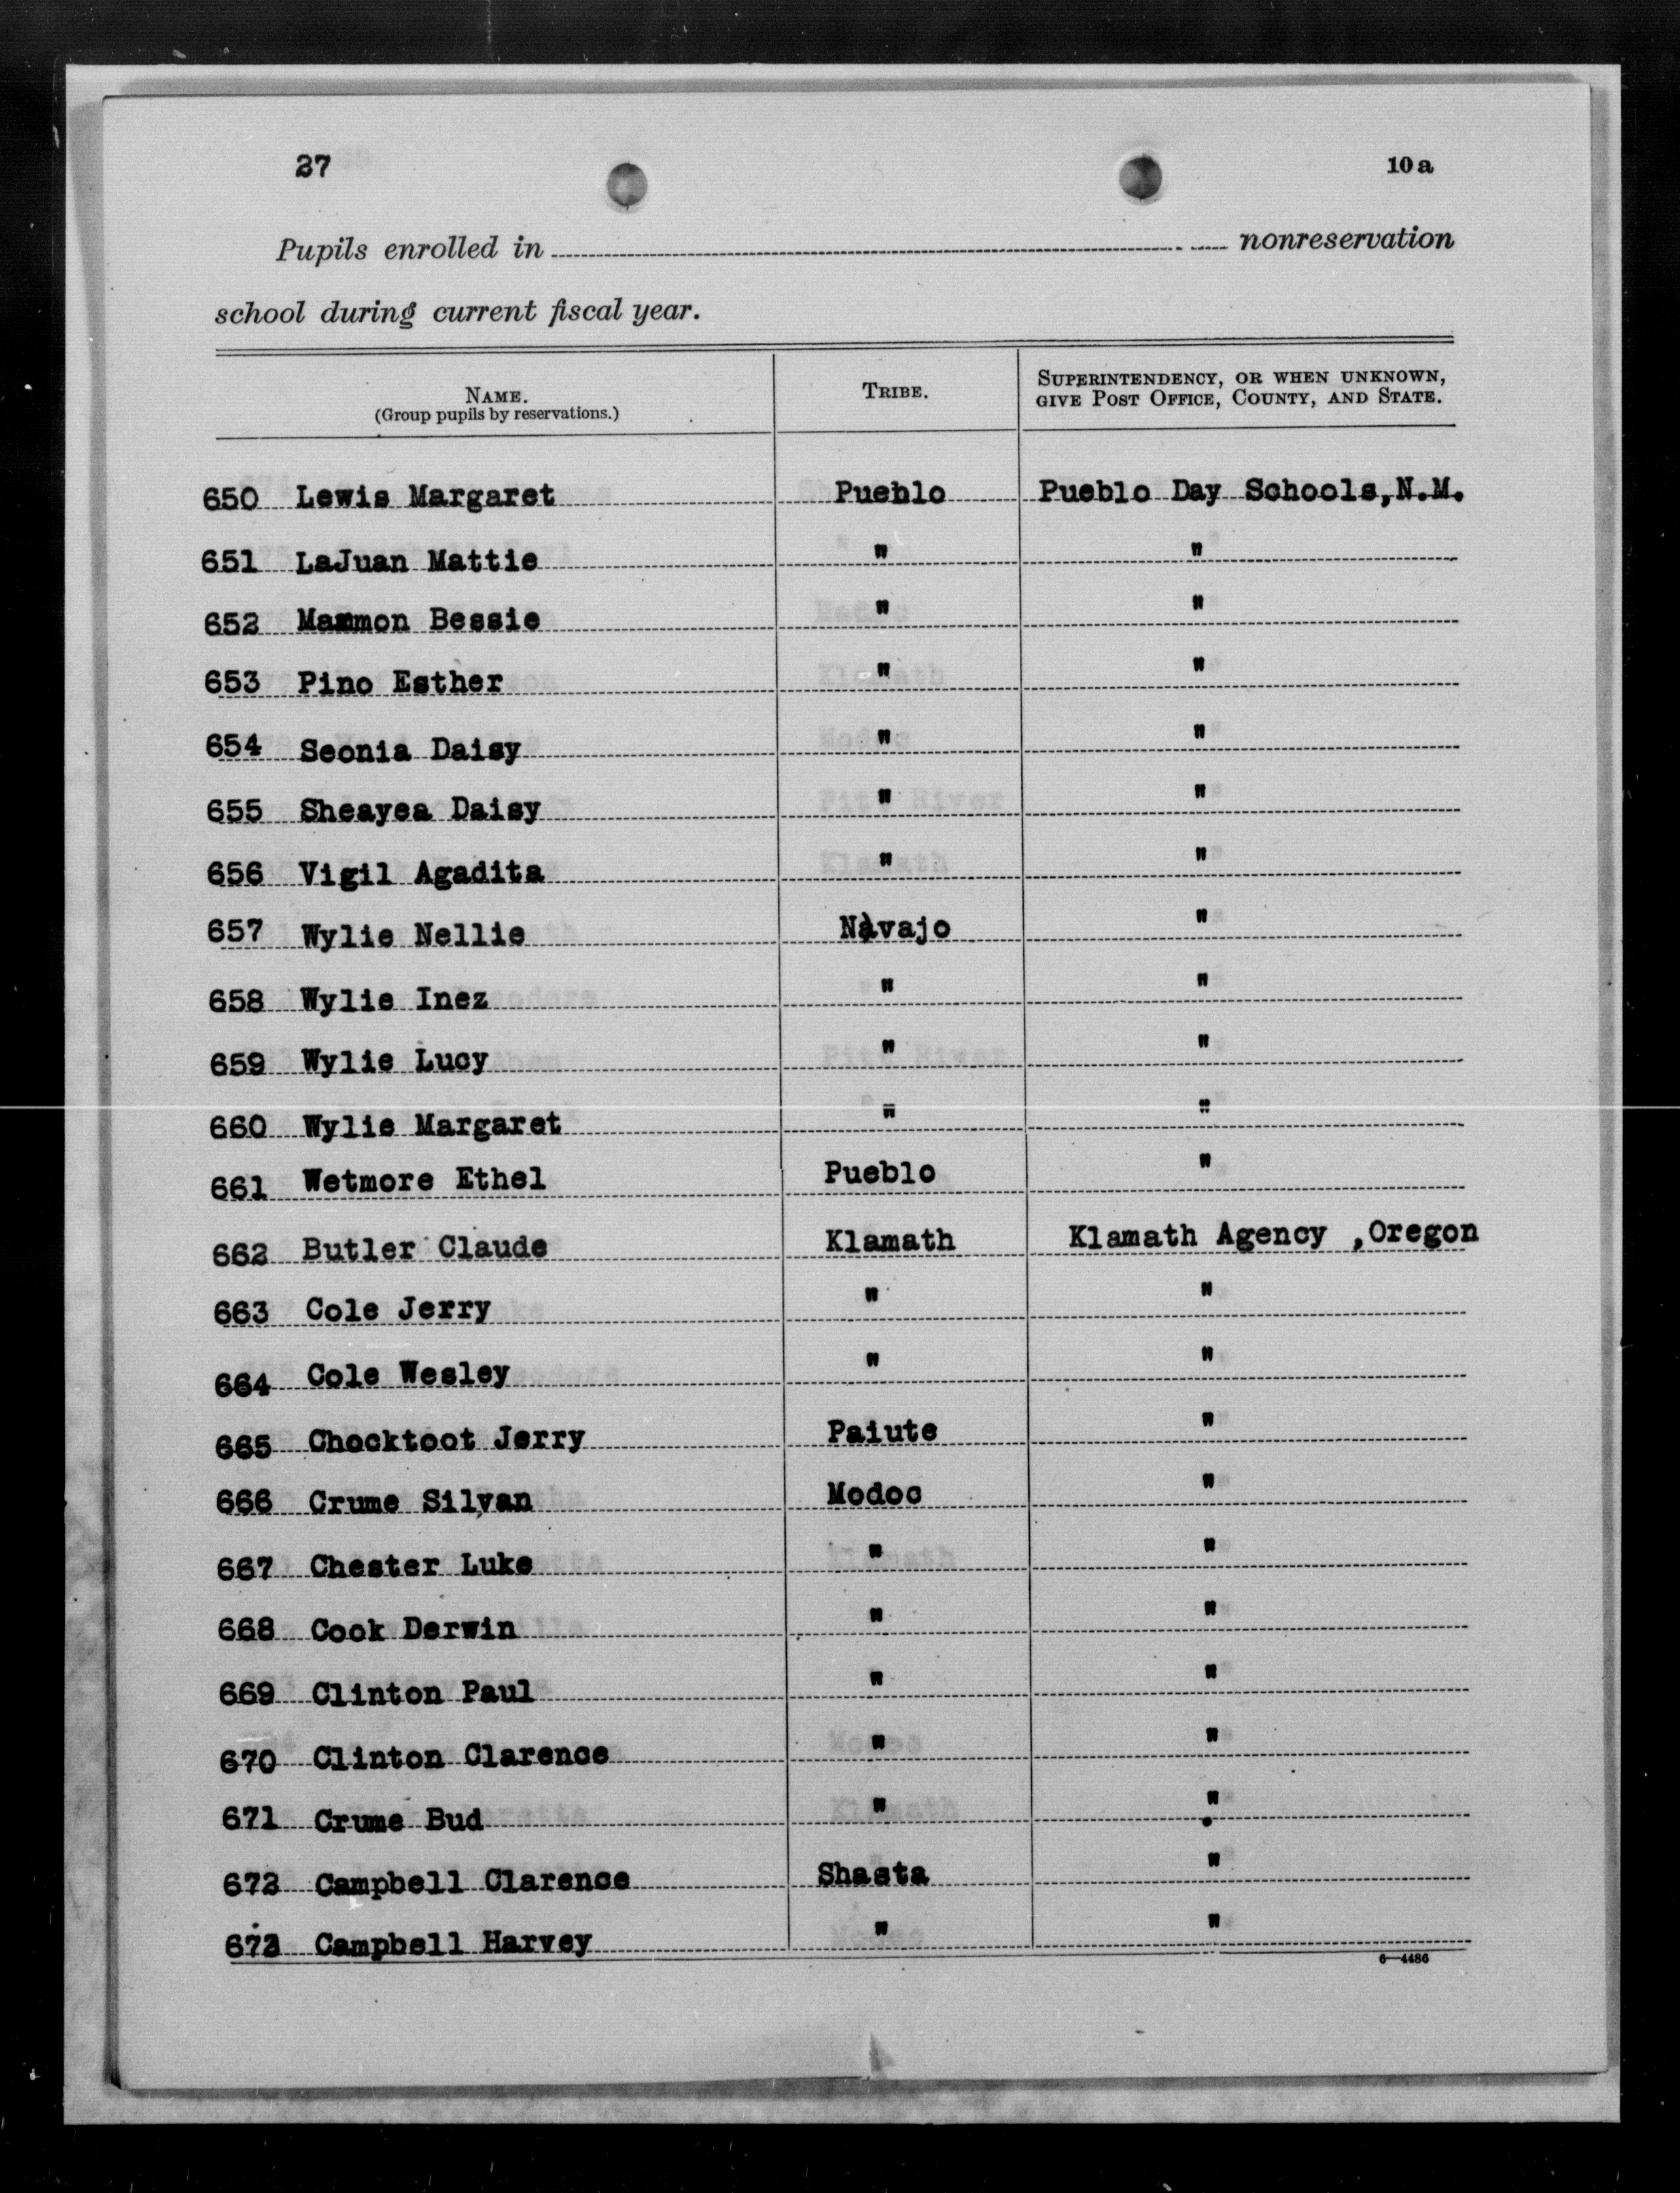 37 10a
Pupils enrolled in nonreservation
school during current fiscal year.
NAME. TRIBE. SUPERINTENDENCY, OR WHEN UNKNOWN,
(Group pupils by reservations.) GIVE POST OFFICE, COUNTY, AND STATE.
650 Lewis Margaret Pueblo Pueblo Day Schools,N.M.
651 LaJuan Mattie " "
652 Mammon Bessie " "
653 Pino Esther " "
654 Seonia Daisy " "
655 Sheayea Daisy " "
656 Vigil Agadita " "
657 Wylie Nellie Navajo "
658 Wylie Inez " "
659 Wylie Lucy " "
660 Wylie Margaret " "
661 Wetmore Ethel Pueblo "
662 Butler Claude Klamath Klamath Agency ,Oregon
663 Cole Jerry " "
664 Cole Wesley " "
665 Chocktoot Jerry Paiute "
666 Crume Silvan Modoc "
667 Chester Luke " "
668 Cook Derwin " "
669 Clinton Paul " "
670 Clinton Clarence " "
671 Crume Bud " "
672 Campbell Clarence Shasta "
673 Campbell Harvey " "
6—4486